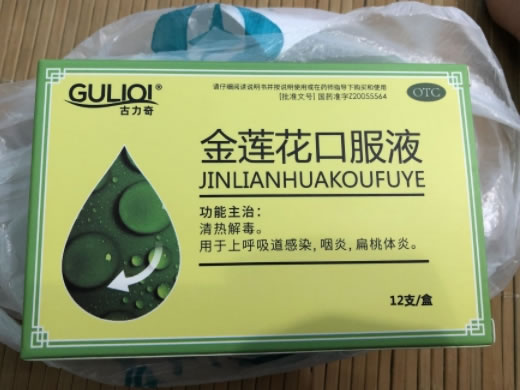 GULIQI®
古力奇
请仔细阅读说明书并按说明使用或在药师指导下购买和使用
[批准文号] 国药准字Z20055564
OTC
金莲花口服液
JINLIANHUAKOUFUYE
功能主治：
清热解毒。
用于上呼吸道感染，咽炎，扁桃体炎。
12支/盒